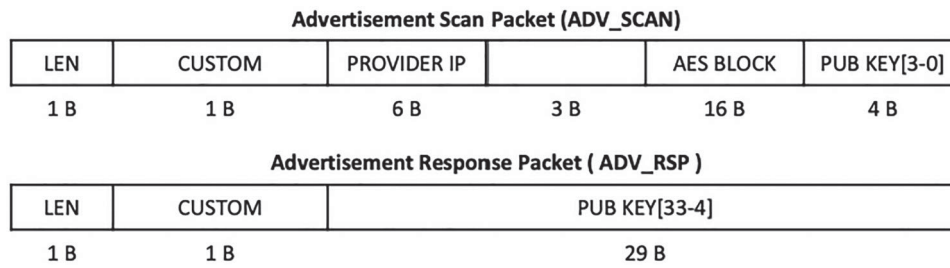 Advertisement Scan Packet (ADV_SCAN)
LEN CUSTOM PROVIDER IP AES BLOCK PUB KEY[3-0]
1 B 1 B 6 B 3 B 16 B 4 B
Advertisement Response Packet ( ADV_RSP )
LEN CUSTOM PUB KEY[33-4]
1 B 1 B 29 B